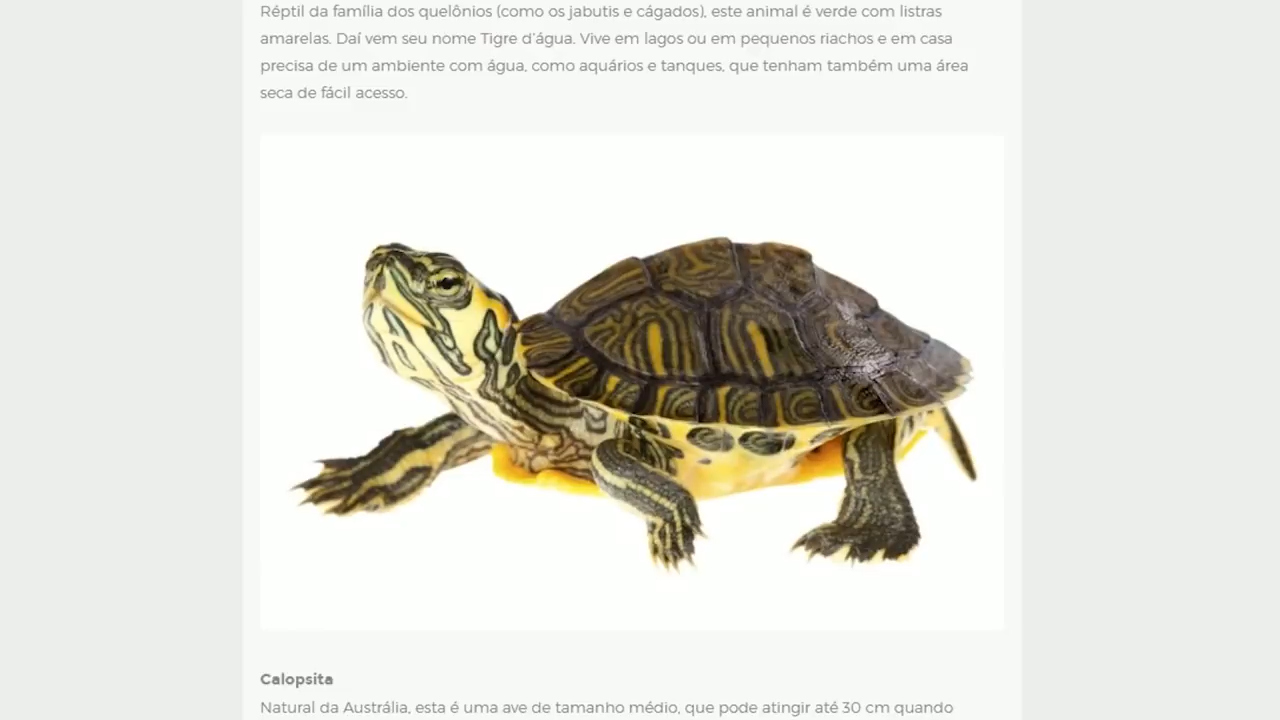 Réptil da família dos quelônios (como os jabutis e cágados), este animal é verde com listras
amarelas. Daí vem seu nome Tigre d’água. Vive em lagos ou em pequenos riachos e em casa
precisa de um ambiente com água, como aquários e tanques, que tenham também uma área
seca de fácil acesso.
Calopsita
Natural da Austrália, esta é uma ave de tamanho médio, que pode atingir até 30 cm quando